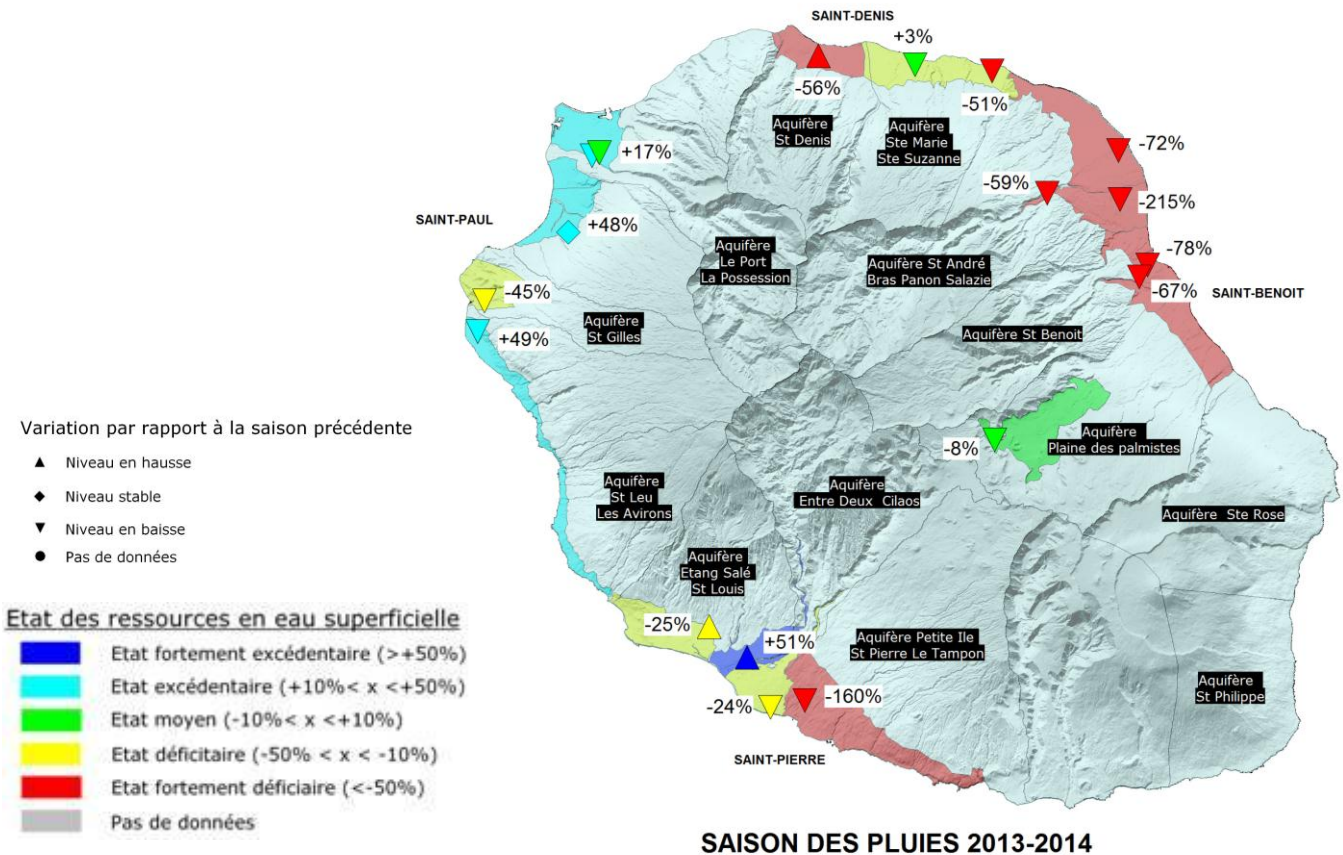 SAINT-DENIS
+3%
-56%
-51%
Aquifère
St Denis
Aquifère
Ste Marie
Ste Suzanne
+17%
-72%
-59%
-215%
SAINT-PAUL
+48%
Aquifère
Le Port
La Possession
Aquifère St André
Bras Panon Salazie
-78%
-67%
SAINT-BENOIT
-45%
+49%
Aquifère
St Gilles
Aquifère St Benoit
Variation par rapport à la saison précédente
Niveau en hausse
Niveau stable
Niveau en baisse
Pas de données
-8%
Aquifère
Plaine des palmistes
Aquifère
St Leu
Les Avirons
Aquifère
Entre Deux Cilaos
Aquifère Ste Rose
Aquifère
Etang Salé
St Louis
-25%
+51%
Aquifère Petite Ile
St Pierre Le Tampon
Aquifère
St Philippe
-24%
-160%
SAINT-PIERRE
Etat des ressources en eau superficielle
Etat fortement excédentaire (>+50%)
Etat excédentaire (+10%< x <+50%)
Etat moyen (-10%< x <+10%)
Etat déficitaire (-50% < x < -10%)
Etat fortement déficiaire (<-50%)
Pas de données
SAISON DES PLUIES 2013-2014